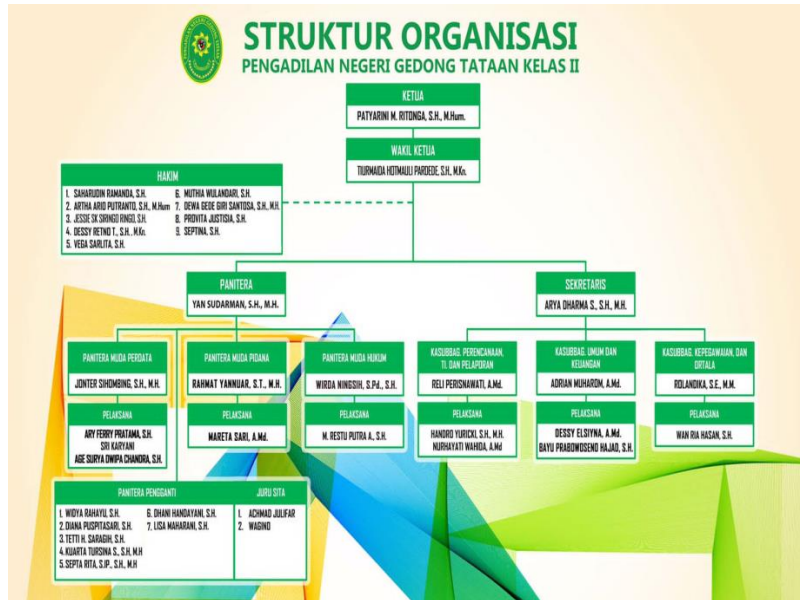 STRUKTUR ORGANISASI
PENGADILAN NEGERI GEDONG TATAAN KELAS II
KETUA
PATYARINI M. RITONGA, S.H., M.Hum.
WAKIL KETUA
TIURMAIDA HOTMAULI PARDEDE, S.H., M.Kn.
HAKIM
1. SAHARUDIN RAMANDA, S.H.
2. ARTHA ARIO PUTRANTO, S.H., M.Hum
3. JESSIE SK SIRINGO RINGO, S.H.
4. DESSY RETNO T., S.H., M.Kn.
5. VEGA SARLITA, S.H.
6. MUTHIA WULANDARI, S.H.
7. DEWA GEDE GIRI SANTOSA, S.H., M.H.
8. PROVITA JUSTISIA, S.H.
9. SEPTINA, S.H.
PANITERA
YAN SUDARMAN, S.H., M.H.
SEKRETARIS
ARYA DHARMA S., S.H., M.H.
PANITERA MUDA PERDATA
JONTER SIHOMBING, S.H., M.H.
PANITERA MUDA PIDANA
RAHMAT YANNUAR, S.T., M.H.
PANITERA MUDA HUKUM
WIRDA NINGSIH, S.Pd., S.H.
KASUBBAG. PERENCANAAN,
TI. DAN PELAPORAN
RELI PERISNAWATI, A.Md.
KASUBBAG. UMUM DAN
KEUANGAN
ADRIAN MUHAROM, A.Md.
KASUBBAG. KEPEGAWAIAN, DAN
ORTALA
ROLANDIKA, S.E., M.M.
PELAKSANA
ARY FERRY PRATAMA, S.H.
SRI KARYANI
AGE SURYA DWIPA CHANDRA, S.H.
PELAKSANA
MARETA SARI, A.Md.
PELAKSANA
M. RESTU PUTRA A., S.H.
PELAKSANA
HANDRO YURICKI, S.H., M.H.
NURHAYATI WAHIDA, A.Md
PELAKSANA
DESSY ELSIYNA, A.Md.
BAYU PRABOWOSENO HAJAD, S.H.
PELAKSANA
WAN RIA HASAN, S.H.
PANITERA PENGGANTI
1. WIDYA RAHAYU, S.H.
2. DIANA PUSPITASARI, S.H.
3. TETTI H. SARAGIH, S.H.
4. KUARTA TURSINA S., S.H, M.H
5. SEPTA RITA, S.IP., S.H., M.H
6. DHANI HANDAYANI, S.H.
7. LISA MAHARANI, S.H.
JURU SITA
1. ACHMAD JULIFAR
2. WAGINO